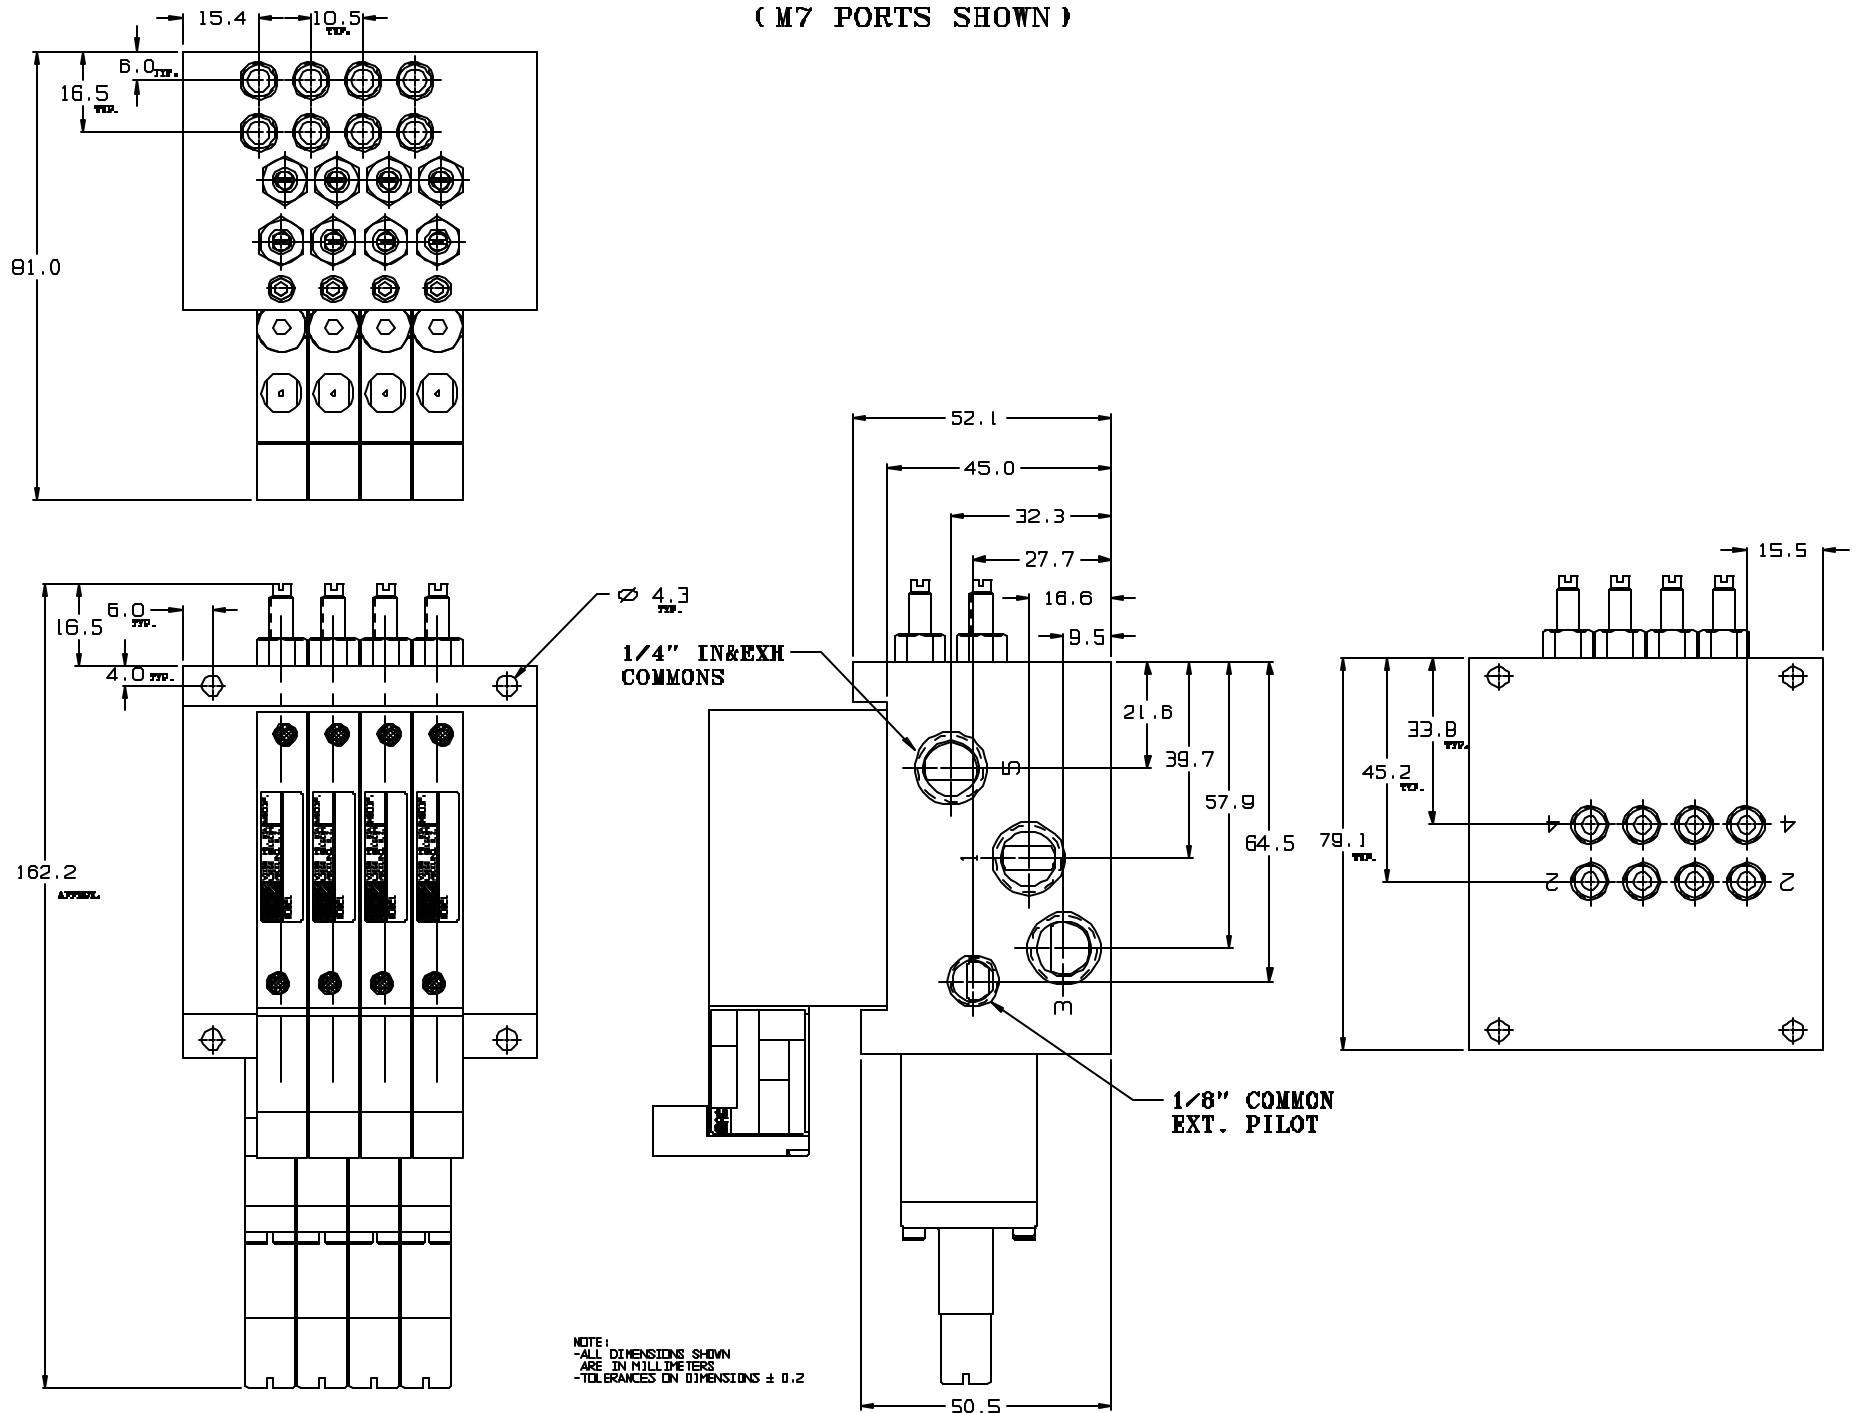 ( M7 PORTS SHOWN )
15.4
10.5
TYP.
6.0 TYP.
16.5
TYP.
81.0
52.1
45.0
32.3
27.7
16.6
9.5
15.5
6.0
TYP.
16.5
4.0 TYP.
Ø 4.3
TYP.
1/4" IN&EXH
COMMONS
21.6
39.7
57.9
64.5
33.8
TYP.
45.2
TYP.
79.1
TYP.
5
1
3
4
4
2
2
162.2
APPROX.
1/8" COMMON
EXT. PILOT
NOTE:
-ALL DIMENSIONS SHOWN
ARE IN MILLIMETERS
-TOLERANCES ON DIMENSIONS ± 0.2
50.5